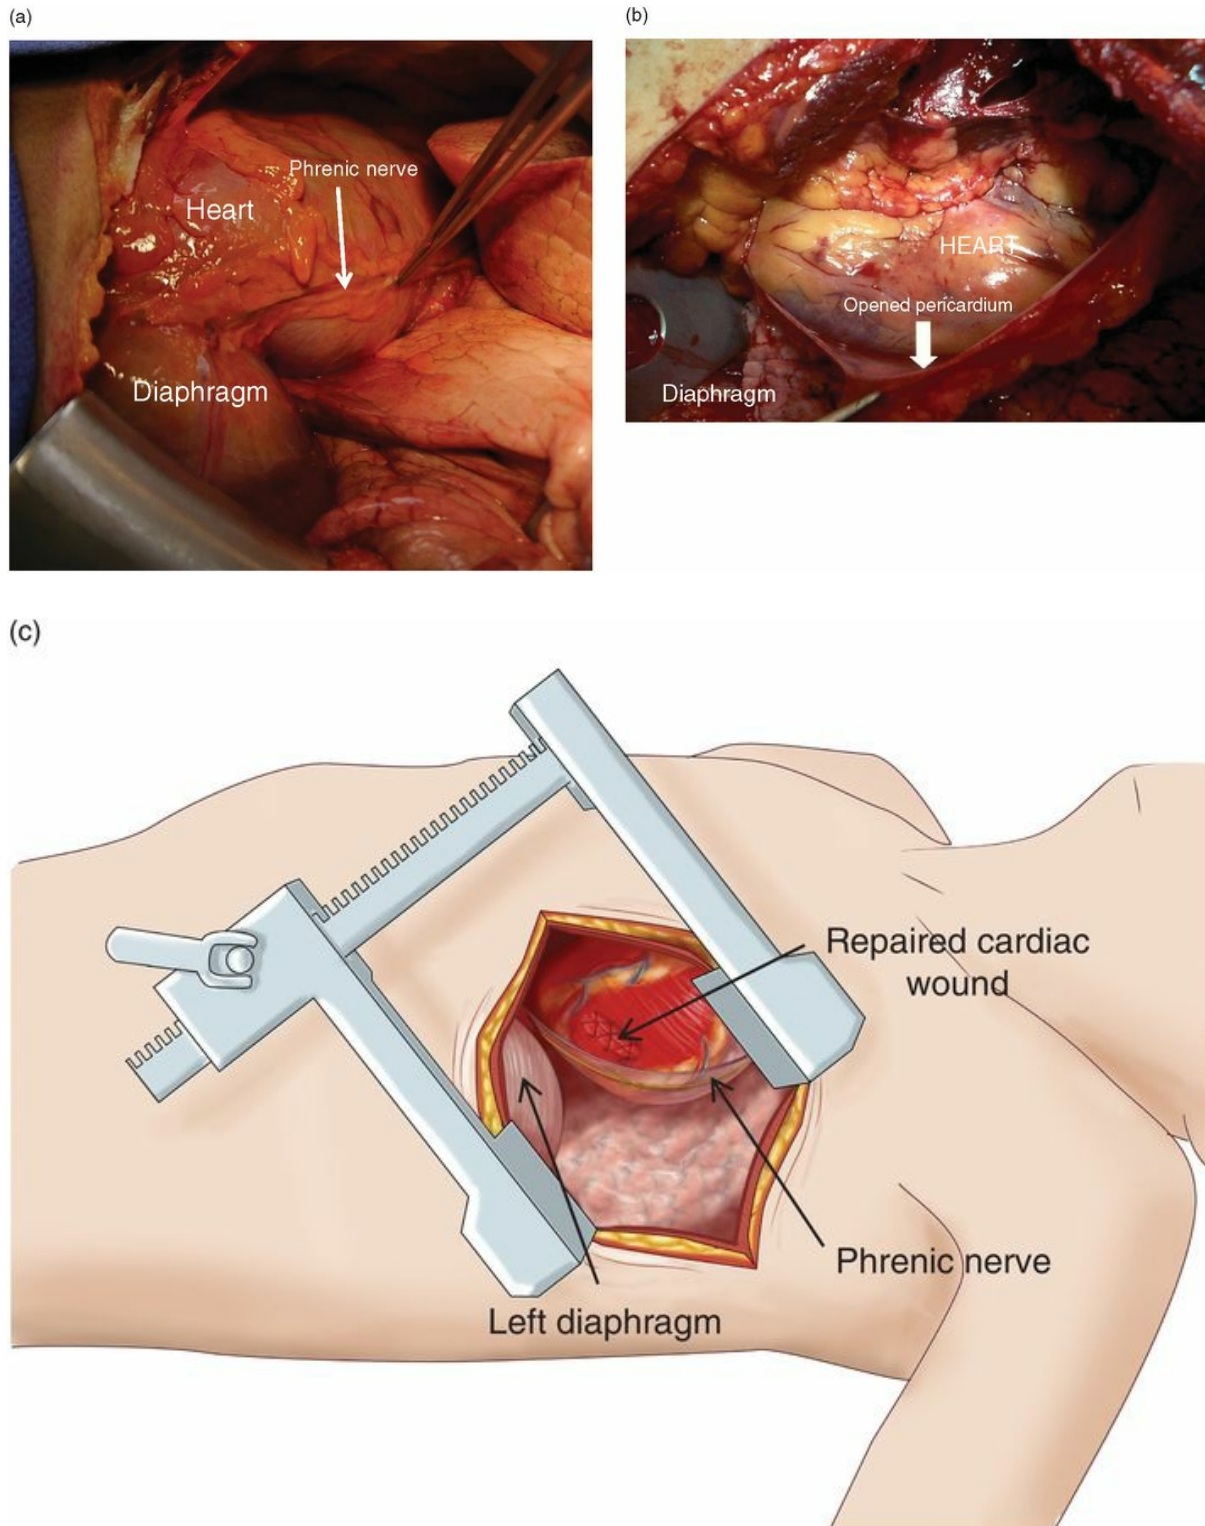 (a)
(b)
Phrenic nerve
Heart
Diaphragm
HEART
Opened pericardium
Diaphragm
(c)
Repaired cardiac
wound
Phrenic nerve
Left diaphragm